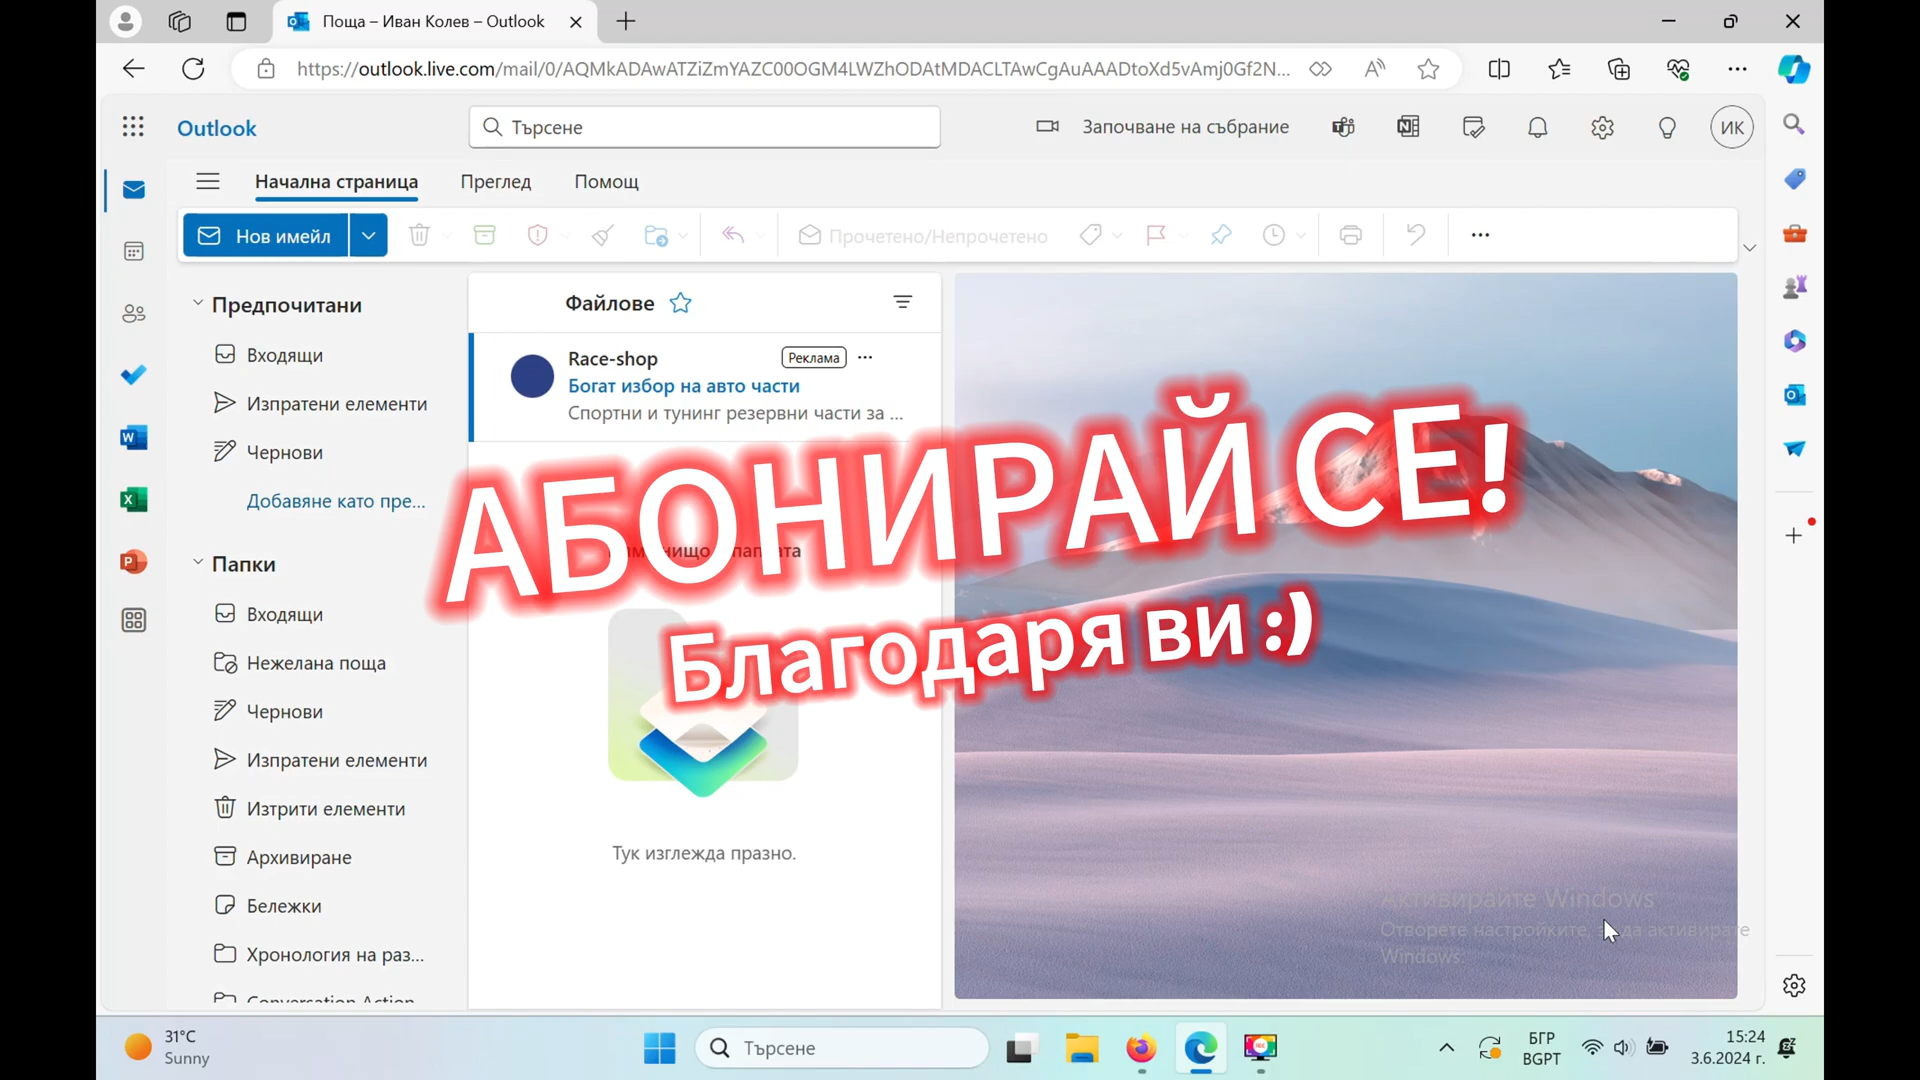 Поща – Иван Колев – Outlook
https://outlook.live.com/mail/0/AQMkADAwATZiZmYAZC00OGM4LWZhODAtMDACLTAwCgAuAAADtoXd5vAmj0Gf2N...
Outlook
Търсене
Започване на събрание
ИК
Начална страница
Преглед
Помощ
Нов имейл
Прочетено/Непрочетено
Предпочитани
Входящи
Изпратени елементи
Чернови
Добавяне като пре...
Папки
Входящи
Нежелана поща
Чернови
Изпратени елементи
Изтрити елементи
Архивиране
Бележки
Хронология на раз...
Conversation Action
Файлове
Race-shop
Реклама
Богат избор на авто части
Спортни и тунинг резервни части за ...
АБОНИРАЙ СЕ!
Благодаря ви :)
Тук изглежда празно.
Активирайте Windows
Отворете настройките, за да активирате
Windows.
31°C
Sunny
Търсене
БГР
BGPT
15:24
3.6.2024 г.